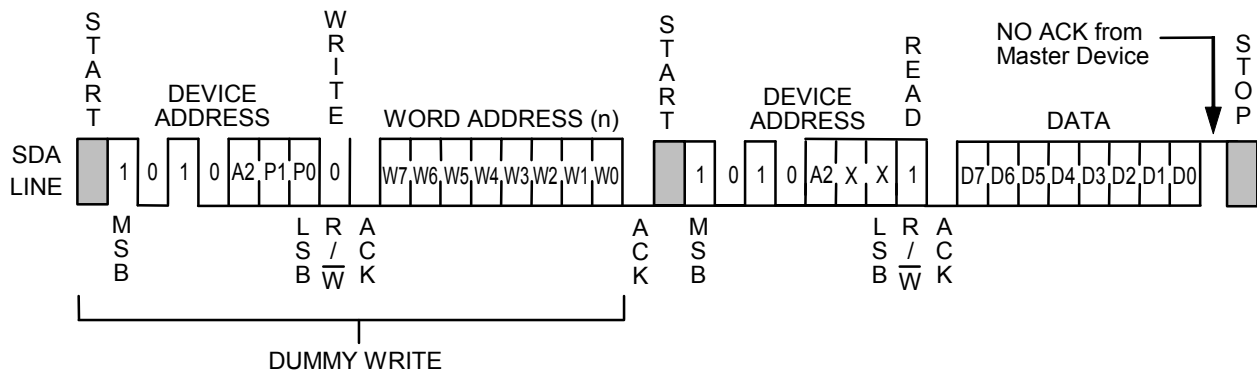 START
WRITE
START
READ
NO ACK from
Master Device
STOP
DEVICE
ADDRESS
WORD ADDRESS (n)
DEVICE
ADDRESS
DATA
SDA
LINE
1 0 1 0 A2 P1 P0 0 W7 W6 W5 W4 W3 W2 W1 W0 1 0 1 0 A2 X X 1 D7 D6 D5 D4 D3 D2 D1 D0
MSB
LSB
R/W
ACK
ACK
MSB
LSB
R/W
ACK
DUMMY WRITE